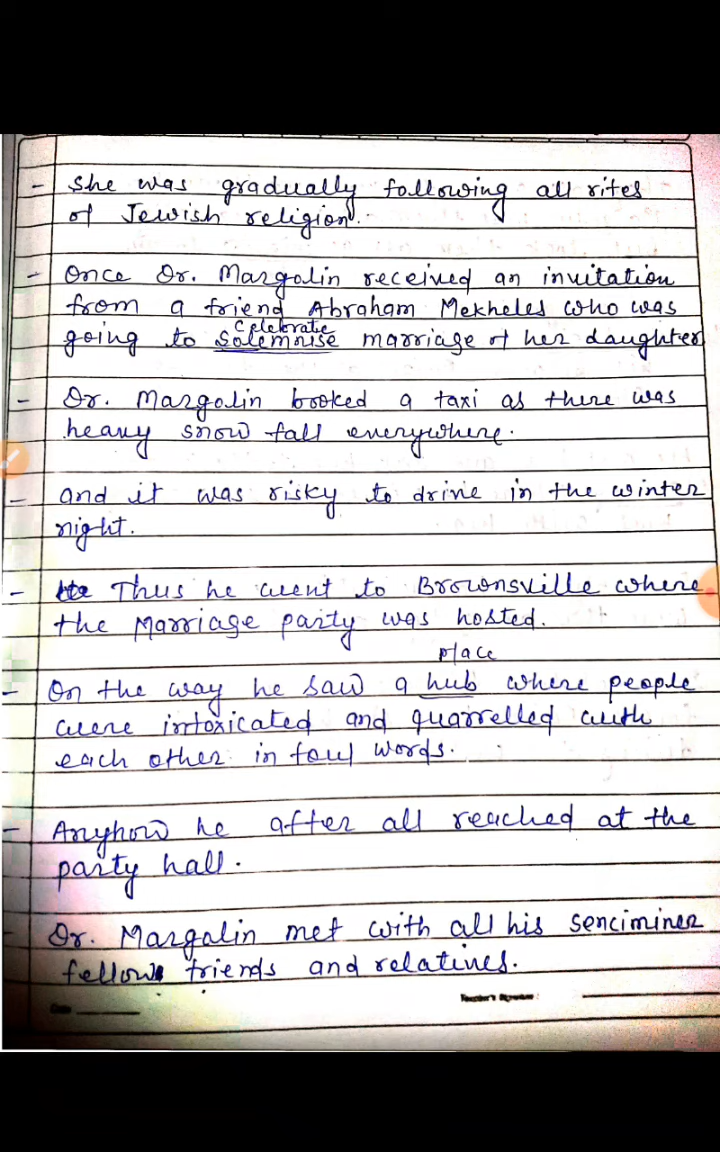 - She was gradually following all rites
of Jewish religion.
- Once Dr. Margolin received an invitation
from a friend Abraham Mekheles who was
celebrate
going to solemnise marriage of her daughter
- Dr. Margolin booked a taxi as there was
heavy snow fall everywhere.
- and it was risky to drive in the winter
night.
- Thus he went to Brownsville where
the Marriage party was hosted.
place
- On the way he saw a hub where people
were intoxicated and quarrelled with
each other in foul words.
- Anyhow he after all reached at the
party hall.
- Dr. Margalin met with all his senciminer
fellow friends and relatives.
Teacher's Signature :
Date